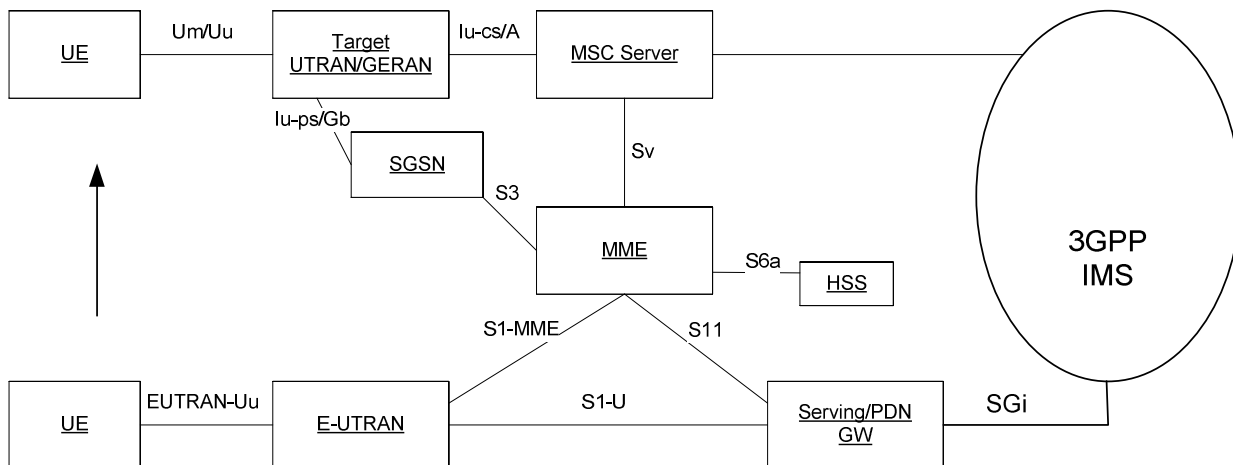 Um/Uu
Iu-cs/A
UE
Target
UTRAN/GERAN
MSC Server
Iu-ps/Gb
SGSN
Sv
S3
MME
S6a
HSS
3GPP
IMS
S1-MME
S11
EUTRAN-Uu
S1-U
SGi
UE
E-UTRAN
Serving/PDN
GW